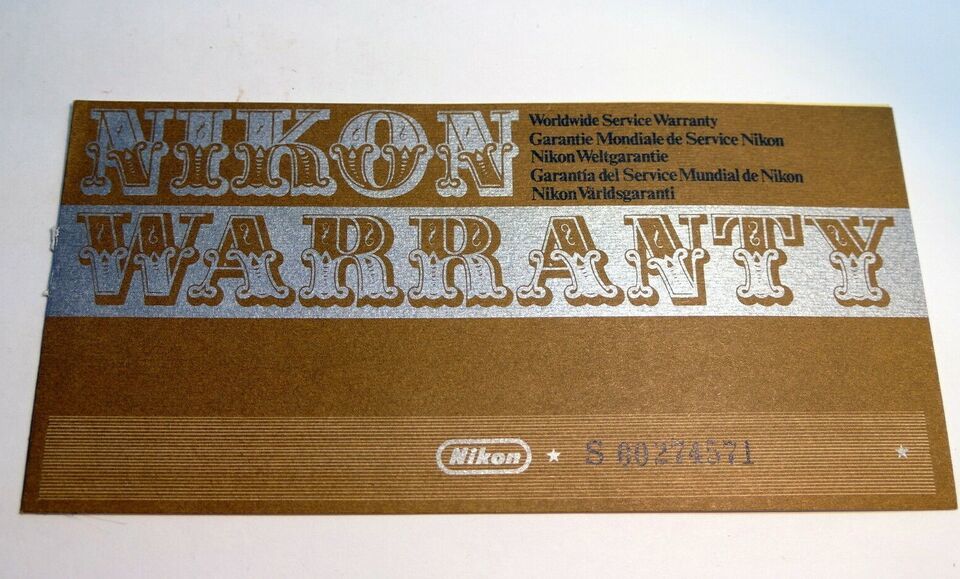 NIKON
Worldwide Service Warranty
Garantie Mondiale de Service Nikon
Nikon Weltgarantie
Garantía del Service Mundial de Nikon
Nikon Världsgaranti
WARRANTY
Nikon ★ S 60274571 ★